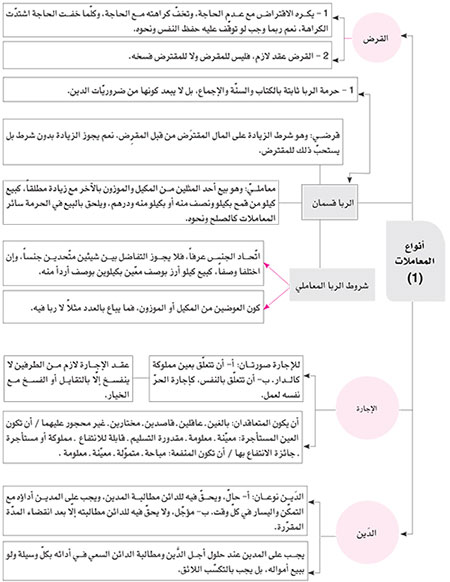 القرض
1 - يكره الاقتراض مع عدم الحاجة، وتخفّ كراهته مع الحاجة، وكلّما خفت الحاجة اشتدّت
الكراهة، نعم ربما وجب لو توقّف عليه حفظ النفس ونحوه.
2 - القرض عقد لازم، فليس للمقرض ولا للمقترض فسخه.
1 - حرمة الربا ثابتة بالكتاب والسنّة والإجماع، بل لا يبعد كونها من ضروريّات الدين.
قرضي: وهو شرط الزيادة على المال المقترَض من قبل المقرِض، نعم يجوز الزيادة بدون شرط بل
يستحبّ ذلك للمقترض.
الربا قسمان
معامليّ: وهو بيع أحد المثلين من المكيل والموزون بالآخر مع زيادة مطلقاً، كبيع
كيلو من قمح بكيلو ونصف منه أو بكيلو منه ودرهم. ويلحق بالبيع في الحرمة سائر
المعاملات كالصلح ونحوه.
أنواع
المعاملات
(1)
اتّحاد الجنس عرفاً، فلا يجوز التفاضل بين شيئين متّحدين جنساً، وإن
اختلفا وصفاً، كبيع كيلو أرز بوصف معّين بكيلوين بوصف أردأ منه.
شروط الربا المعاملي
كون العوضين من المكيل أو الموزون، فما يباع بالعدد مثلاً لا ربا فيه.
الإجارة
للإجارة صورتان: أ- أن تتعلّق بعين مملوكة
كالدار. ب- أن تتعلّق بالنفس، كإجارة الحرّ
نفسه لعمل.
عقد الإجارة لازم من الطرفين لا
ينفسخ إلّا بالتقايل أو الفسخ مع
الخيار.
أن يكون المتعاقدان: بالغين. عاقلين. قاصدين. مختارين. غير محجور عليهما / أن تكون
العين المستأجرة: معيّنة. معلومة. مقدورة التسليم. قابلة للانتفاع . مملوكة أو مستأجرة
. جائزة الانتفاع بها / أن تكون المنفعة: مباحة. متموّلة. معيّنة. معلومة .
الدّين
الدّين نوعان: أ- حالّ، ويحقّ فيه للدائن مطالبة المدين، ويجب على المدين أداؤه مع
التمكّن واليسار في كلّ وقت. ب- مؤجّل، ولا يحقّ فيه للدائن مطالبته إلّا بعد انقضاء المدّة
المقرّرة.
يجب على المدين عند حلول أجل الدَّين ومطالبة الدائن السعي في أدائه بكلّ وسيلة ولو
ببيع أمواله، بل يجب بالتكسّب اللائق.